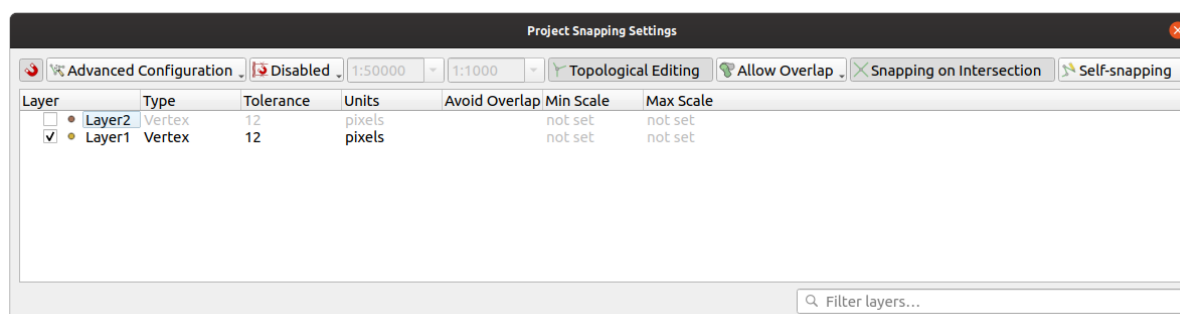 Project Snapping Settings
Advanced Configuration Disabled 1:50000 1:1000 Topological Editing Allow Overlap Snapping on Intersection Self-snapping
Layer Type Tolerance Units Avoid Overlap Min Scale Max Scale
Layer2 Vertex 12 pixels not set not set
Layer1 Vertex 12 pixels not set not set
Filter layers...